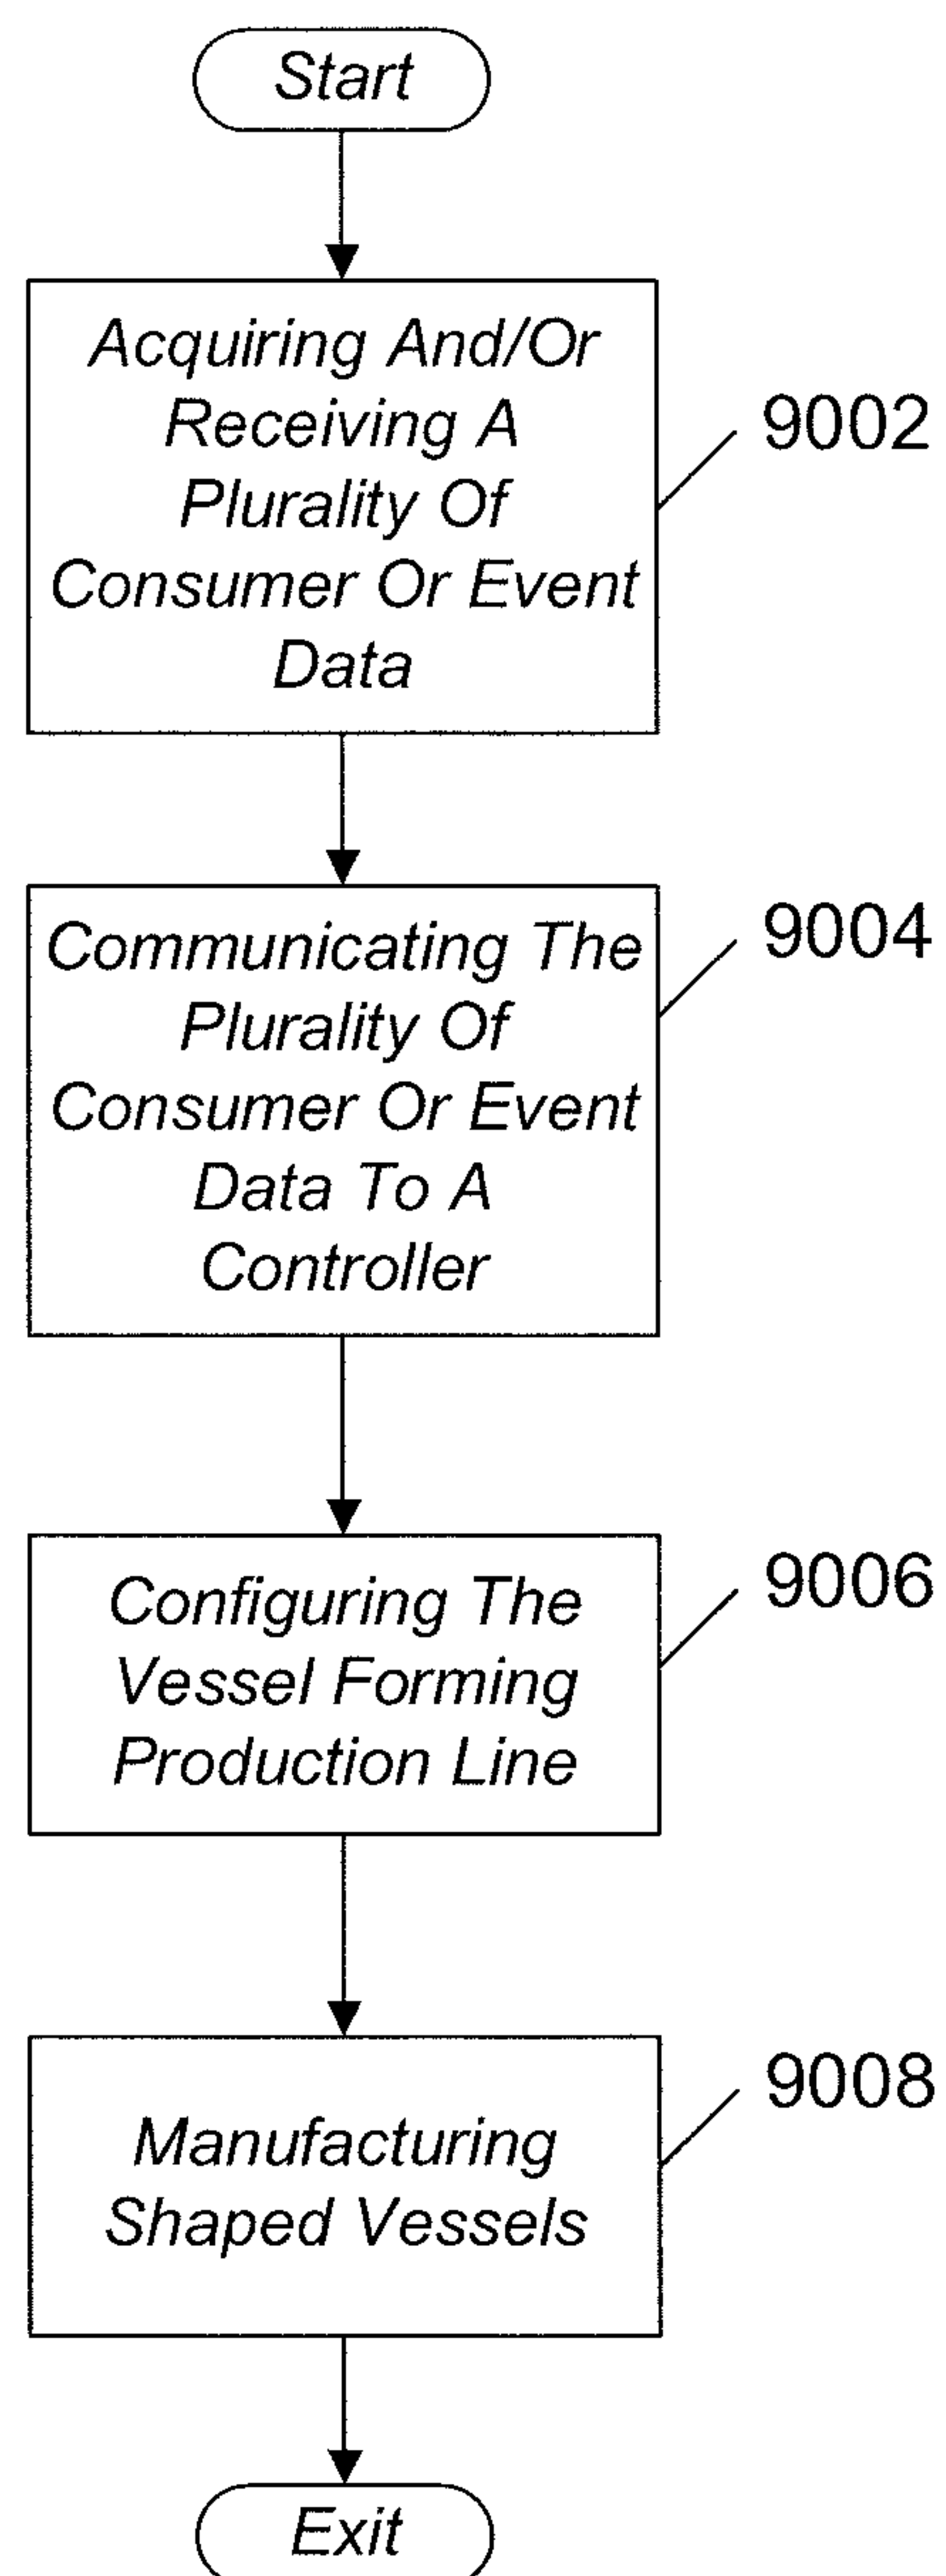 Start
Acquiring And/Or
Receiving A
Plurality Of
Consumer Or Event
Data
9002
Communicating The
Plurality Of
Consumer Or Event
Data To A
Controller
9004
Configuring The
Vessel Forming
Production Line
9006
Manufacturing
Shaped Vessels
9008
Exit